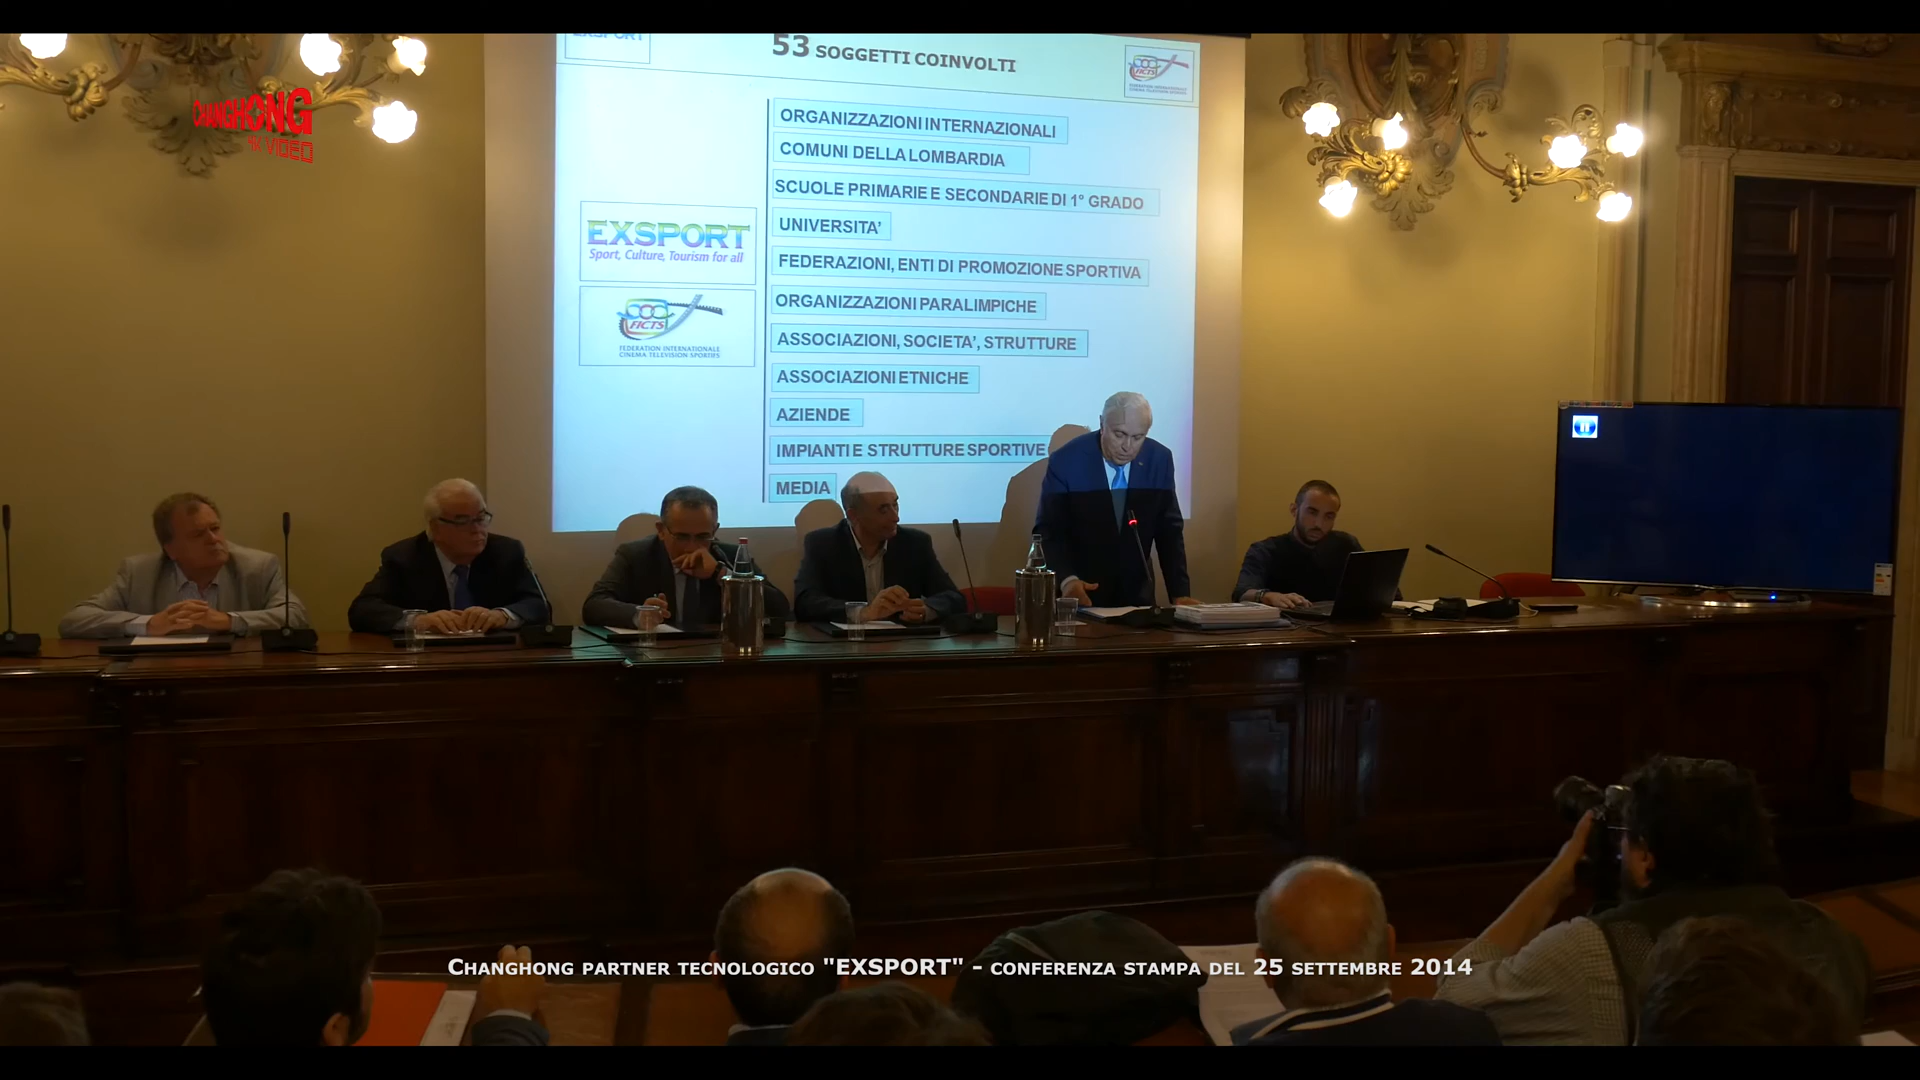 EXSPORT
53 SOGGETTI COINVOLTI
FICTS
CHANGHONG
4K VIDEO
ORGANIZZAZIONI INTERNAZIONALI
COMUNI DELLA LOMBARDIA
SCUOLE PRIMARIE E SECONDARIE DI 1° GRADO
UNIVERSITA'
FEDERAZIONI, ENTI DI PROMOZIONE SPORTIVA
ORGANIZZAZIONI PARALIMPICHE
ASSOCIAZIONI, SOCIETA', STRUTTURE
ASSOCIAZIONI ETNICHE
AZIENDE
IMPIANTI E STRUTTURE SPORTIVE
MEDIA
EXSPORT
Sport, Culture, Tourism for all
FICTS
FEDERATION INTERNATIONALE
CINEMA TELEVISION SPORTIFS
CHANGHONG PARTNER TECNOLOGICO "EXSPORT" - CONFERENZA STAMPA DEL 25 SETTEMBRE 2014